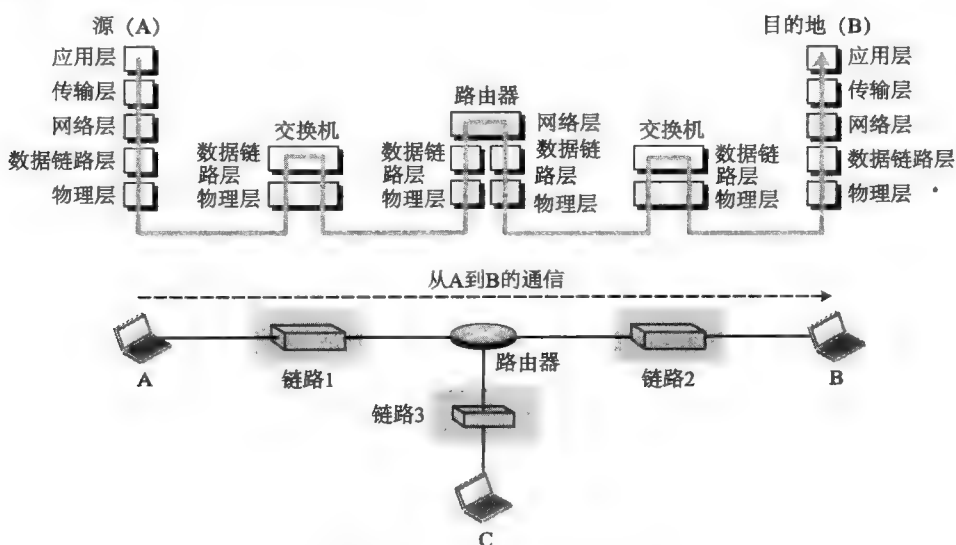 源（A）
目的地（B）
应用层
应用层
传输层
传输层
路由器
网络层
网络层
网络层
交换机
交换机
数据链路层
数据链
路层
数据链
路层
数据链
路层
数据链
路层
数据链路层
物理层
物理层
物理层
物理层
物理层
物理层
从A到B的通信
A
链路1
路由器
链路2
B
链路3
C